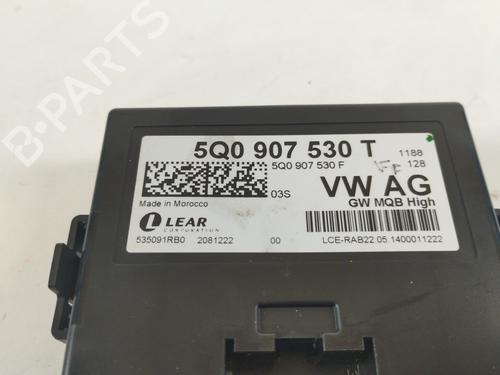 B-PARTS
5Q0 907 530 T 1188
5Q0 907 530 F 128
03S VW AG
Made in Morocco GW MQB High
LEAR
CORPORATION
535091RB0 2081222 00 LCE-RAB22.05.1400011222